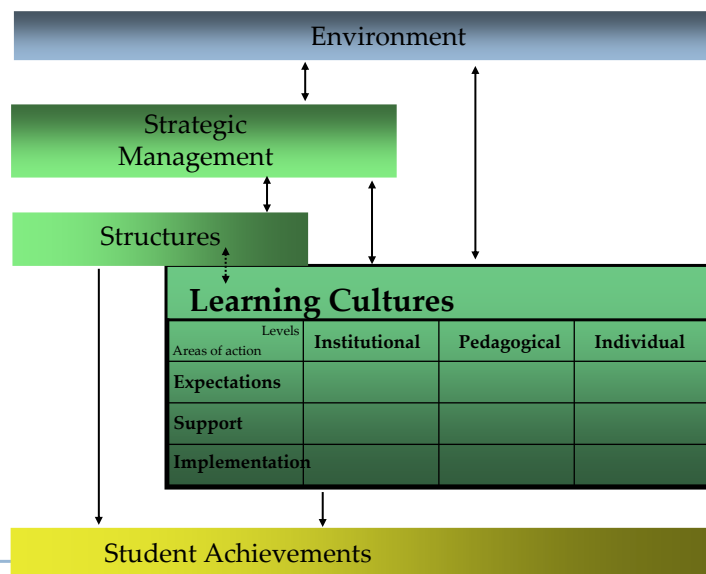 Environment
Strategic
Management
Structures
Learning Cultures
Levels
Areas of action
Institutional
Pedagogical
Individual
Expectations
Support
Implementation
Student Achievements